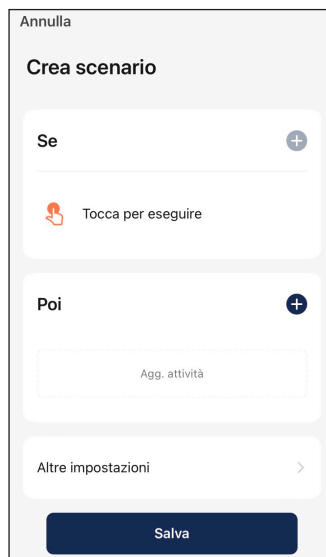 Annulla
Crea scenario
Se
Tocca per eseguire
Poi
Agg. attività
Altre impostazioni
Salva